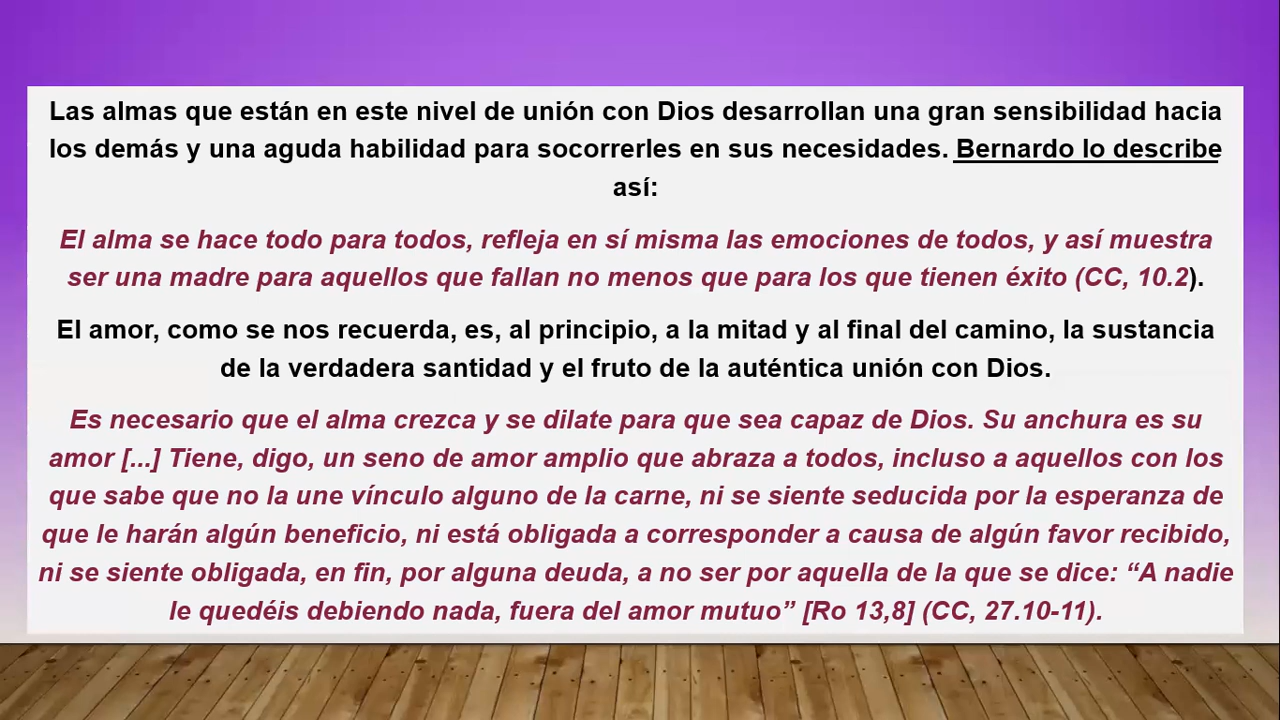 Las almas que están en este nivel de unión con Dios desarrollan una gran sensibilidad hacia
los demás y una aguda habilidad para socorrerles en sus necesidades. Bernardo lo describe
así:
El alma se hace todo para todos, refleja en sí misma las emociones de todos, y así muestra
ser una madre para aquellos que fallan no menos que para los que tienen éxito (CC, 10.2).
El amor, como se nos recuerda, es, al principio, a la mitad y al final del camino, la sustancia
de la verdadera santidad y el fruto de la auténtica unión con Dios.
Es necesario que el alma crezca y se dilate para que sea capaz de Dios. Su anchura es su
amor [...] Tiene, digo, un seno de amor amplio que abraza a todos, incluso a aquellos con los
que sabe que no la une vínculo alguno de la carne, ni se siente seducida por la esperanza de
que le harán algún beneficio, ni está obligada a corresponder a causa de algún favor recibido,
ni se siente obligada, en fin, por alguna deuda, a no ser por aquella de la que se dice: “A nadie
le quedéis debiendo nada, fuera del amor mutuo” [Ro 13,8] (CC, 27.10-11).